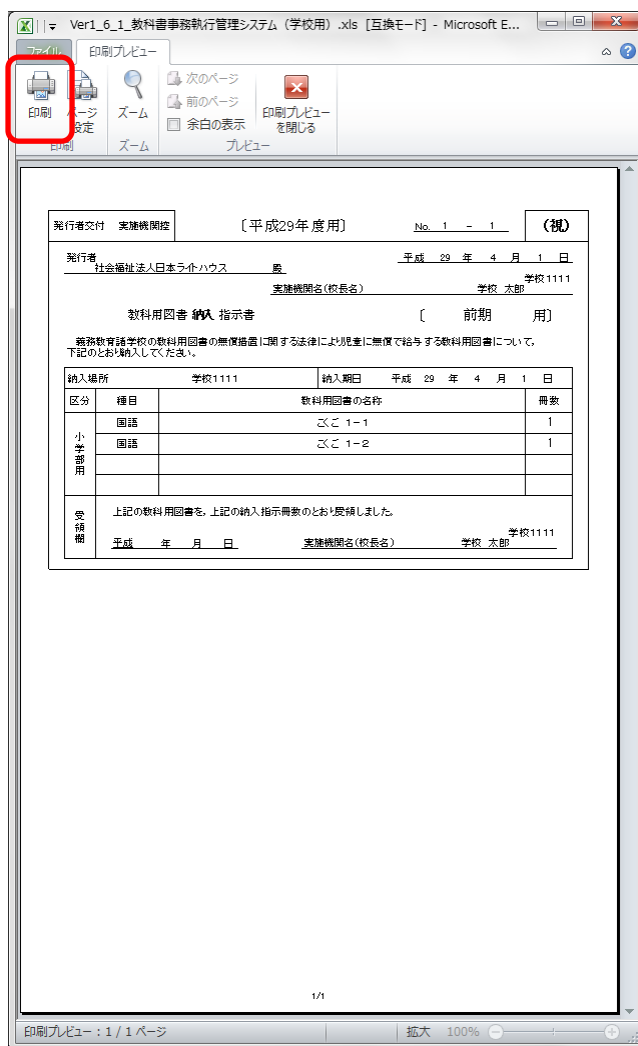 Ver1_6_1_教科書事務執行管理システム（学校用）.xls [互換モード] - Microsoft E...
ファイル 印刷プレビュー
印刷 ページ設定 ズーム 次のページ 前のページ 余白の表示 印刷プレビューを閉じる
印刷 ズーム プレビュー
発行者交付 実施機関控 〔平成29年度用〕 No. 1 - 1 (視)
発行者 平成 29 年 4 月 1 日
社会福祉法人日本ライトハウス 殿 学校1111
実施機関名(校長名) 学校 太郎
教科用図書 納入 指示書 〔 前期 用〕
義務教育諸学校の教科用図書の無償措置に関する法律により児童に無償で給与する教科用図書について,
下記のとおり納入してください。
納入場所 学校1111 納入期日 平成 29 年 4 月 1 日
区分 種目 教科用図書の名称 冊数
小学部用 国語 こくご 1-1 1
国語 こくご 1-2 1
受領欄 上記の教科用図書を,上記の納入指示冊数のとおり受領しました。
学校1111
平成 年 月 日 実施機関名(校長名) 学校 太郎
1/1
印刷プレビュー : 1 / 1 ページ 拡大 100%